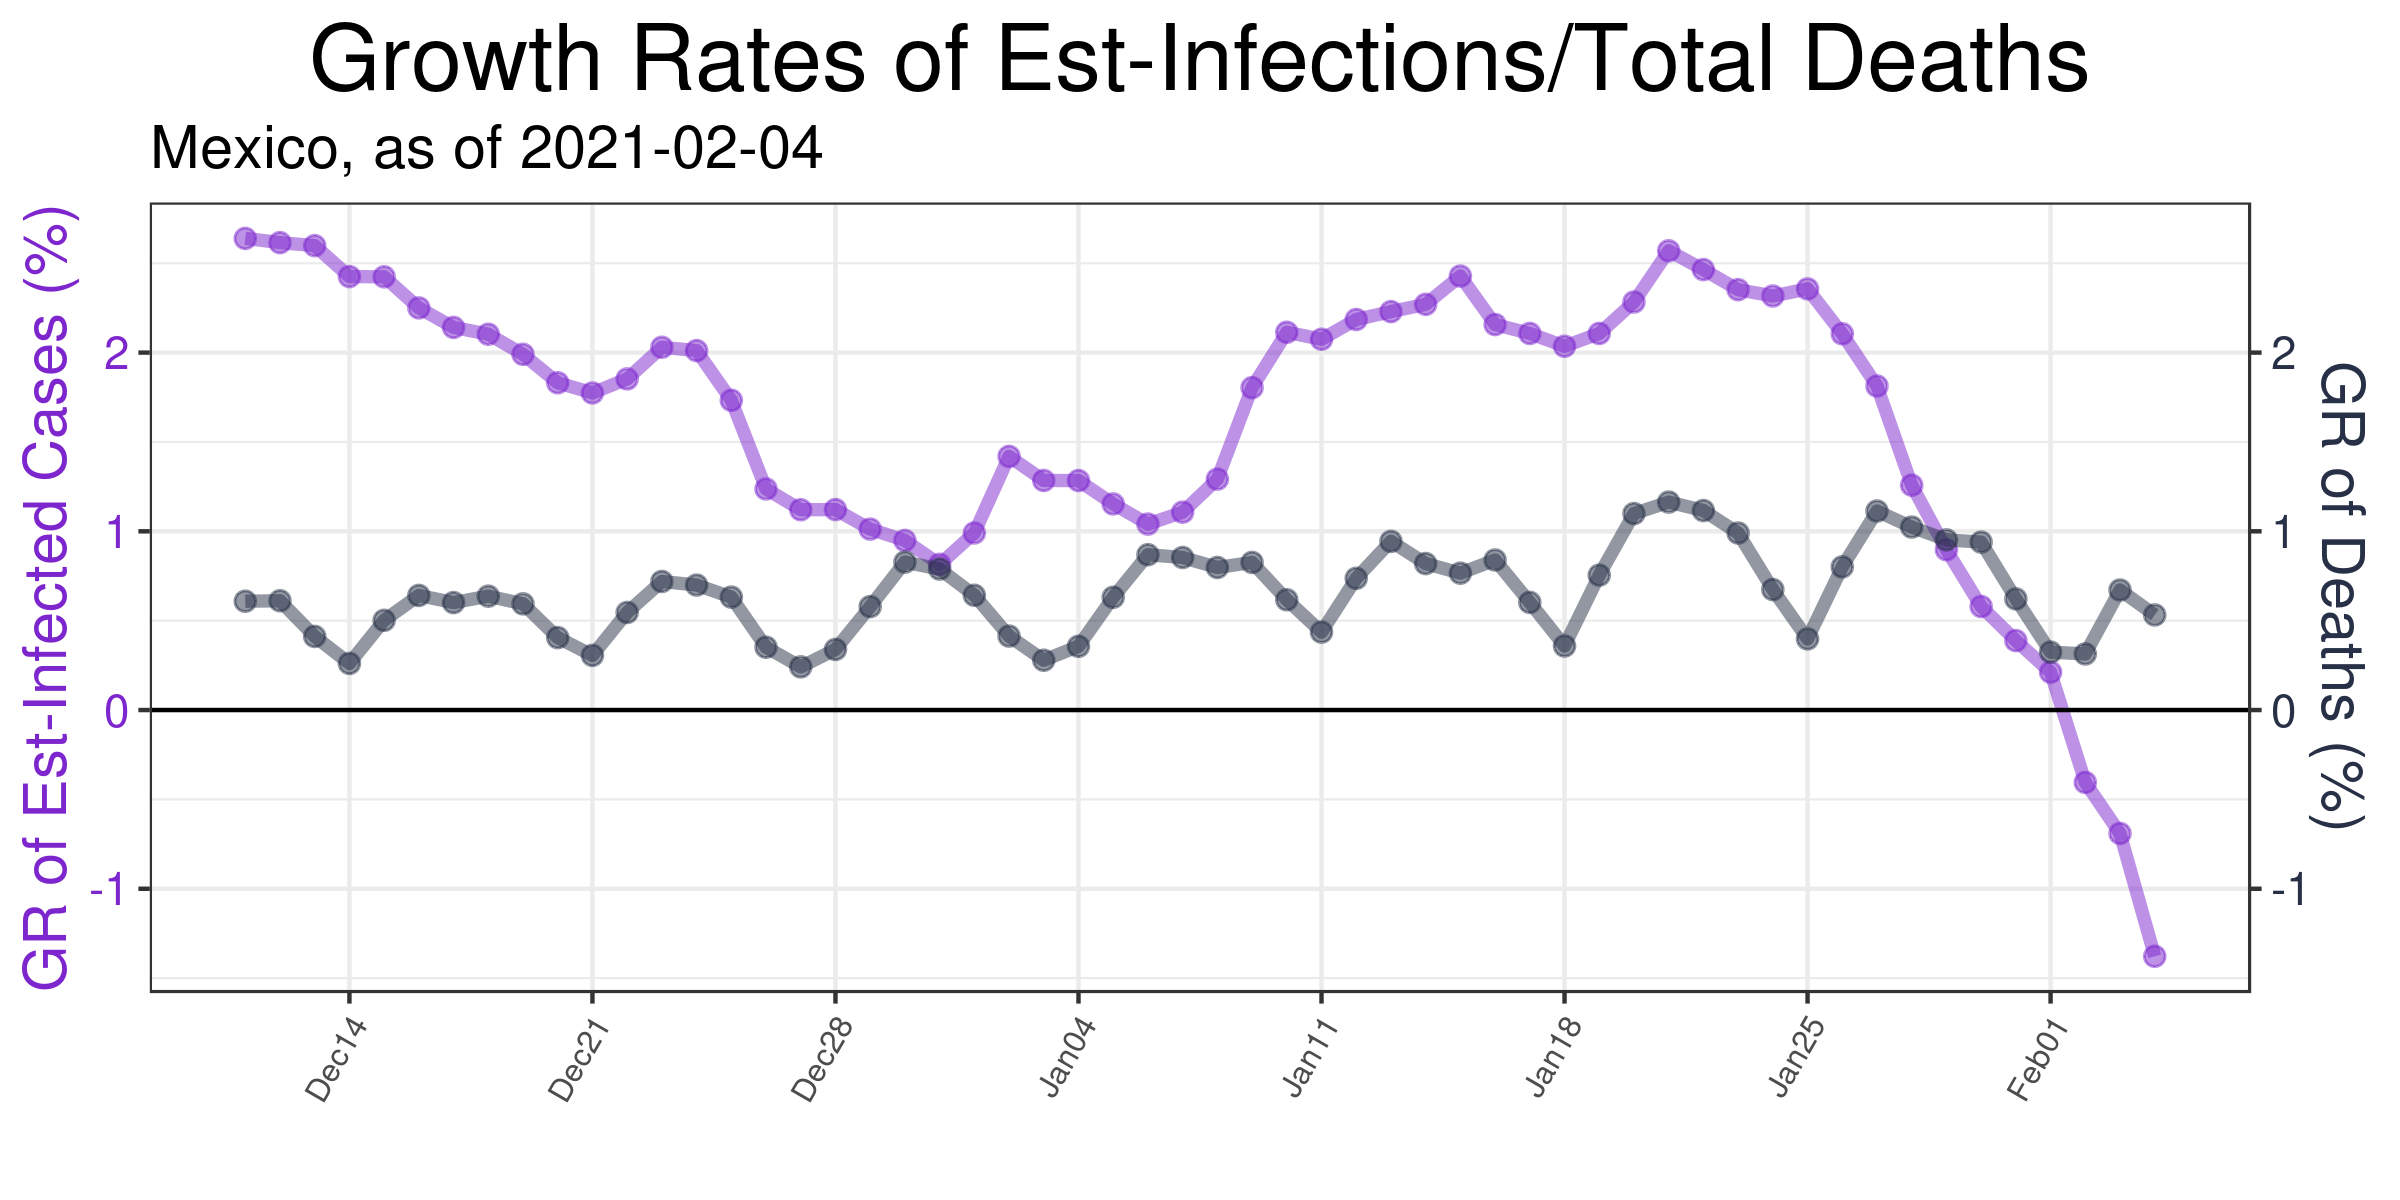 Growth Rates of Est-Infections/Total Deaths
Mexico, as of 2021-02-04
GR of Est-Infected Cases (%)
2
1
0
-1
2
1
0
-1
GR of Deaths (%)
Dec14
Dec21
Dec28
Jan04
Jan11
Jan18
Jan25
Feb01